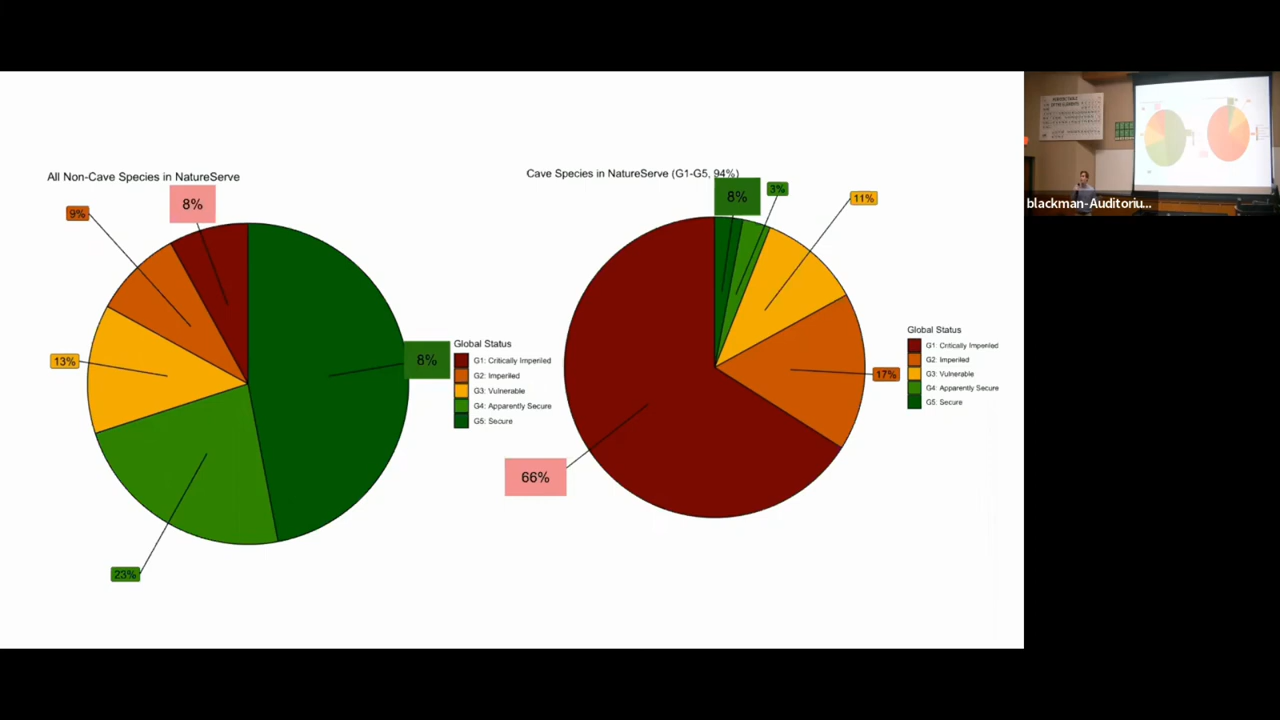 All Non-Cave Species in NatureServe
8%
9%
13%
23%
8%
Global Status
G1: Critically Imperiled
G2: Imperiled
G3: Vulnerable
G4: Apparently Secure
G5: Secure
Cave Species in NatureServe (G1-G5, 94%)
8%
3%
11%
17%
66%
Global Status
G1: Critically Imperiled
G2: Imperiled
G3: Vulnerable
G4: Apparently Secure
G5: Secure
blackman-Auditoriu...